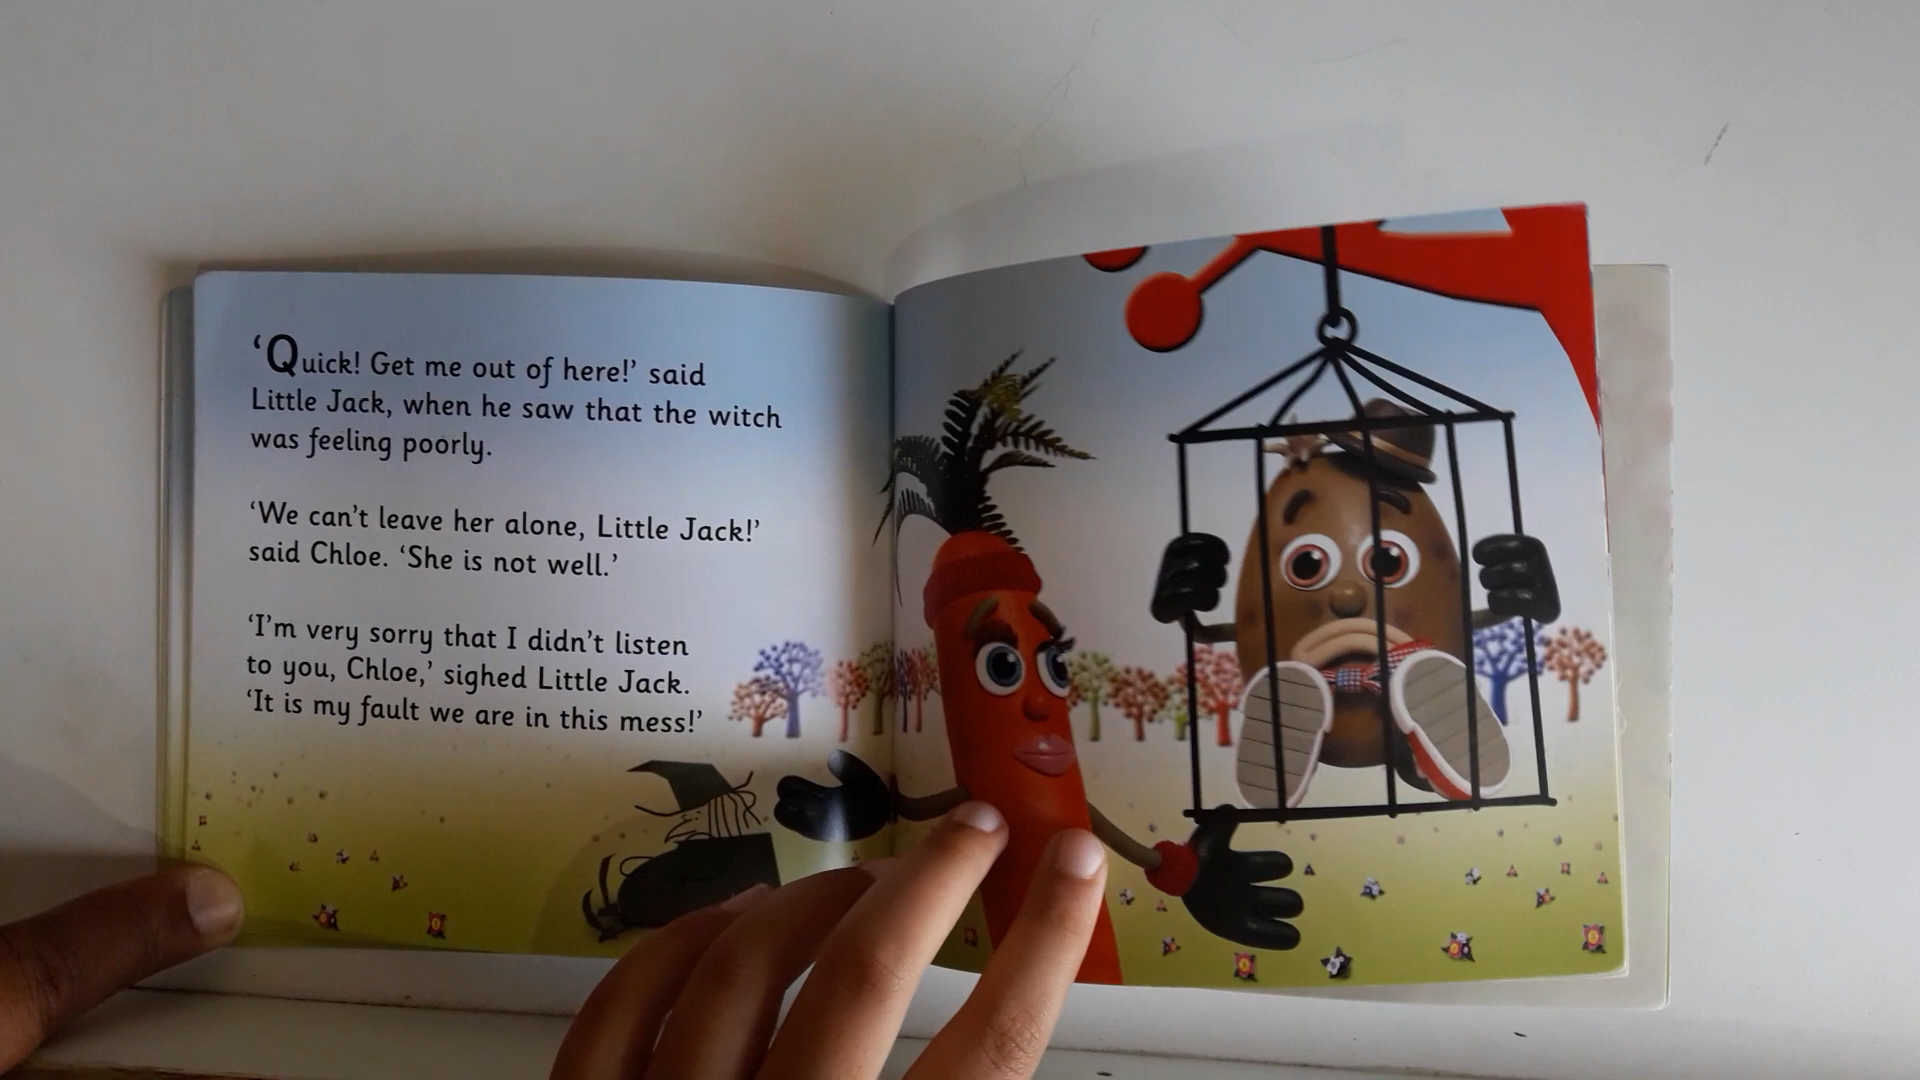 ‘Quick! Get me out of here!’ said
Little Jack, when he saw that the witch
was feeling poorly.
‘We can’t leave her alone, Little Jack!’
said Chloe. ‘She is not well.’
‘I’m very sorry that I didn’t listen
to you, Chloe,’ sighed Little Jack.
‘It is my fault we are in this mess!’